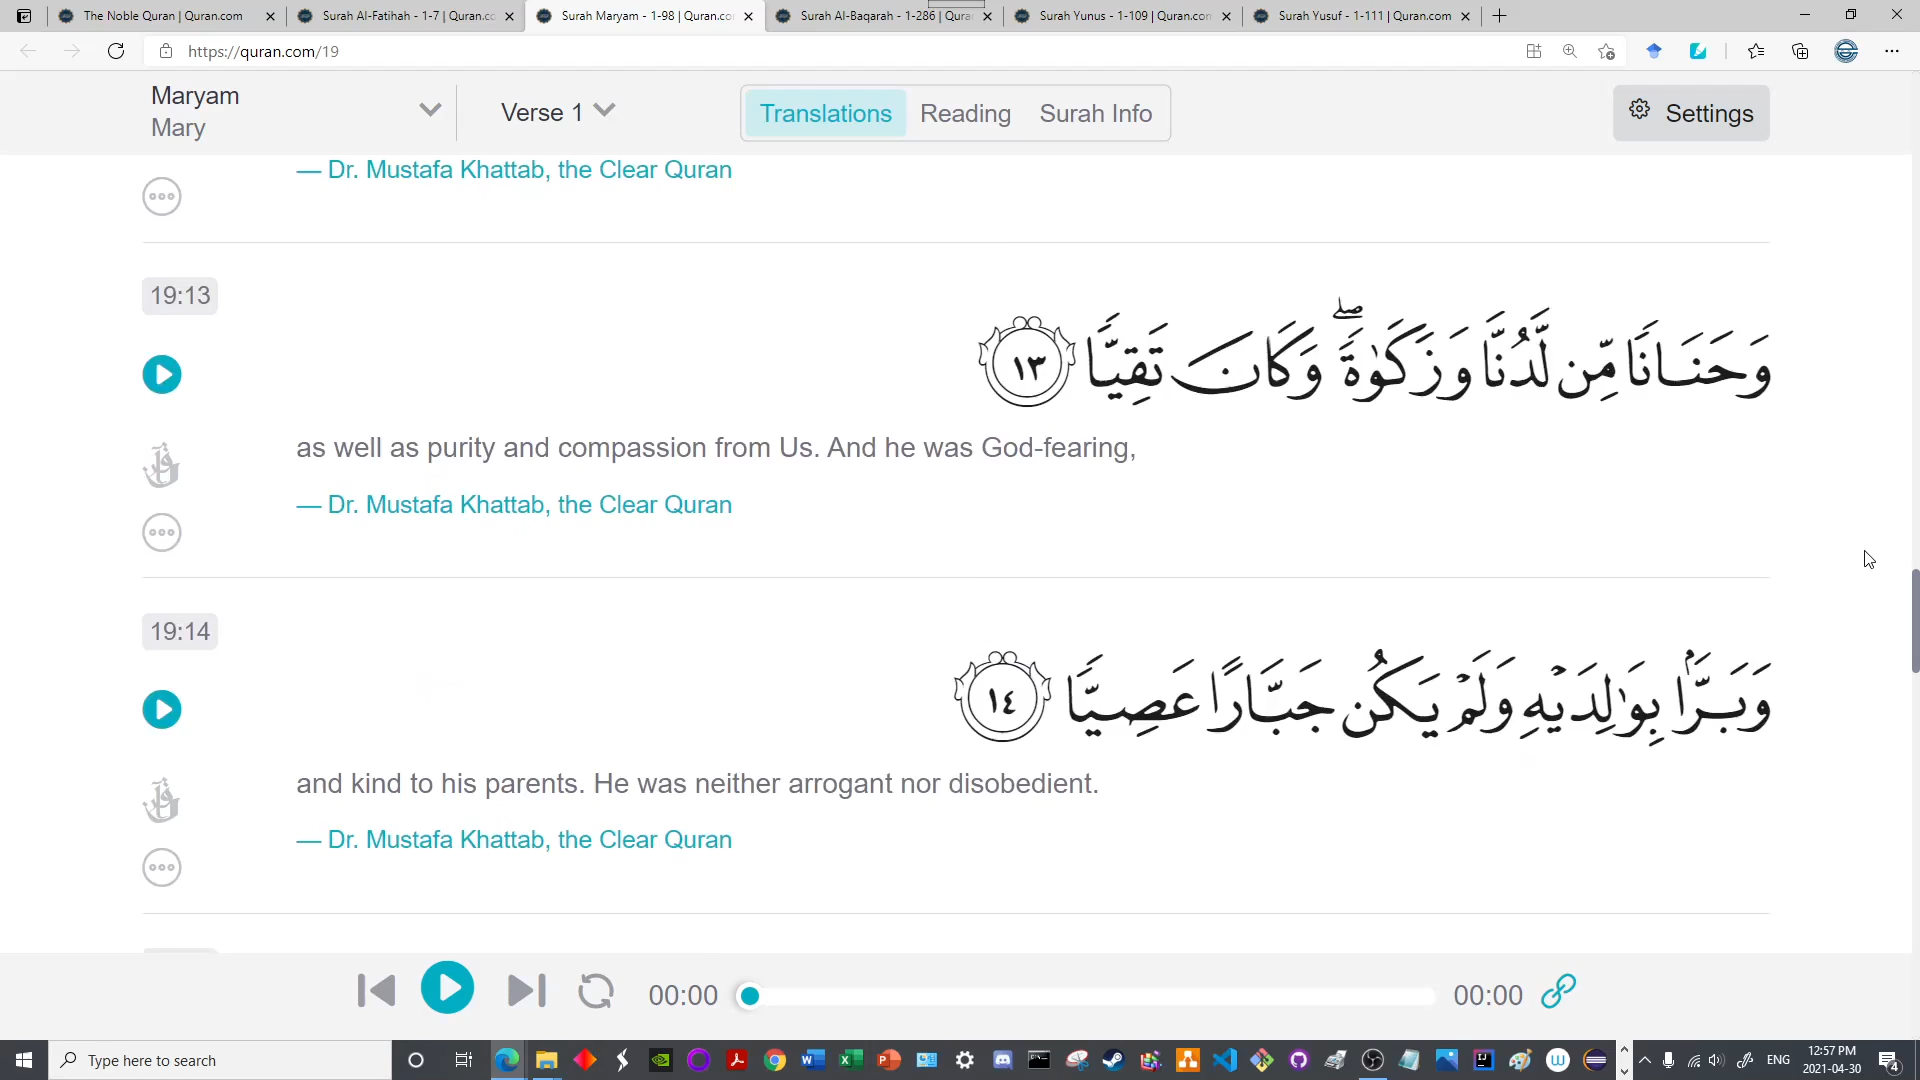 The Noble Quran | Quran.com
Surah Al-Fatihah - 1-7 | Quran.co
Surah Maryam - 1-98 | Quran.co
Surah Al-Baqarah - 1-286 | Qura
Surah Yunus - 1-109 | Quran.com
Surah Yusuf - 1-111 | Quran.com
https://quran.com/19
Maryam
Mary
Verse 1
Translations
Reading
Surah Info
Settings
— Dr. Mustafa Khattab, the Clear Quran
19:13
وَحَنَانًا مِّن لَّدُنَّا وَزَكَوٰةً ۖ وَكَانَ تَقِيًّا ١٣
as well as purity and compassion from Us. And he was God-fearing,
— Dr. Mustafa Khattab, the Clear Quran
19:14
وَبَرًّۢا بِوَٰلِدَيْهِ وَلَمْ يَكُن جَبَّارًا عَصِيًّا ١٤
and kind to his parents. He was neither arrogant nor disobedient.
— Dr. Mustafa Khattab, the Clear Quran
00:00
00:00
Type here to search
ENG
12:57 PM
2021-04-30
4